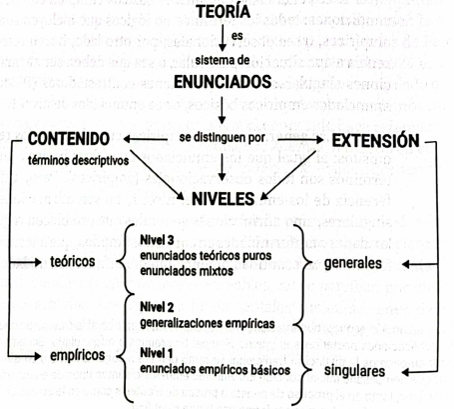 TEORÍA
es
sistema de
ENUNCIADOS
CONTENIDO
se distinguen por
EXTENSIÓN
términos descriptivos
NIVELES
Nivel 3
teóricos
enunciados teóricos puros
generales
enunciados mixtos
Nivel 2
generalizaciones empíricas
Nivel 1
empíricos
enunciados empíricos básicos
singulares